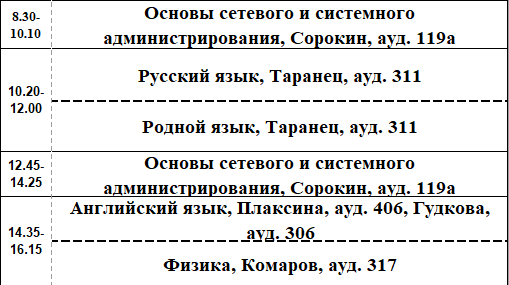 8.30-
10.10
Основы сетевого и системного
администрирования, Сорокин, ауд. 119а
10.20-
12.00
Русский язык, Таранец, ауд. 311
Родной язык, Таранец, ауд. 311
12.45-
14.25
Основы сетевого и системного
администрирования, Сорокин, ауд. 119а
14.35-
16.15
Английский язык, Плаксина, ауд. 406, Гудкова,
ауд. 306
Физика, Комаров, ауд. 317